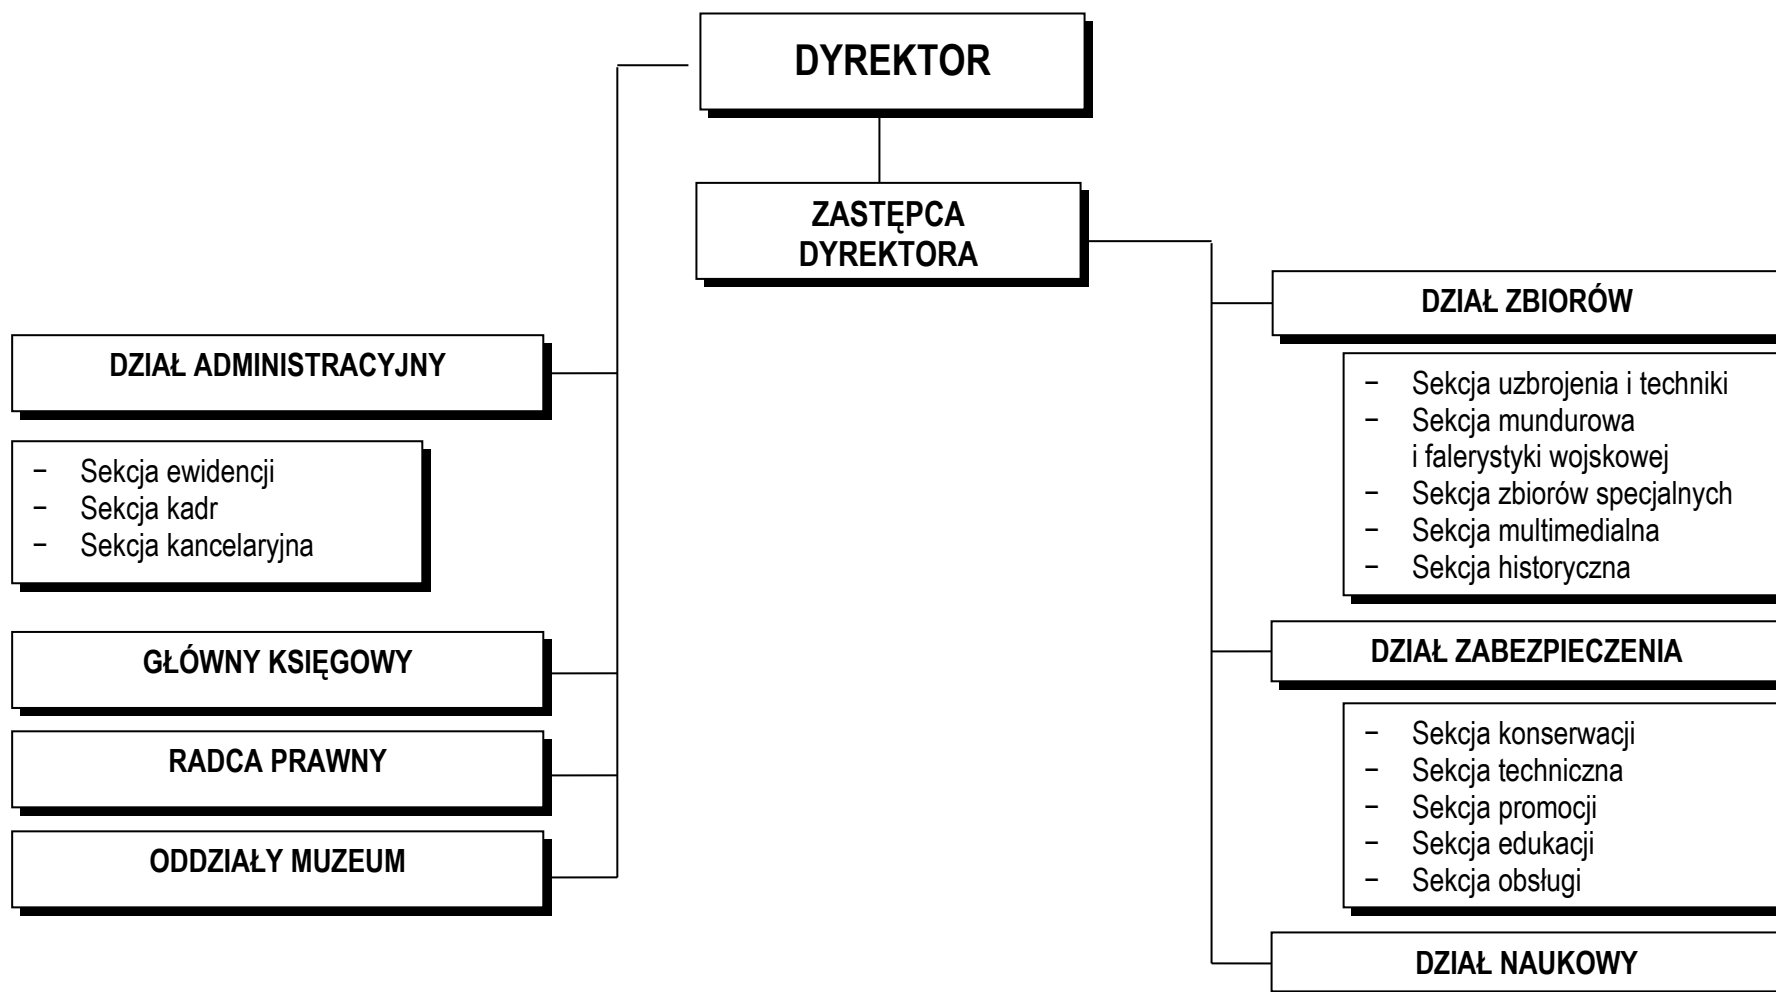 DYREKTOR
ZASTĘPCA
DYREKTORA
DZIAŁ ADMINISTRACYJNY
− Sekcja ewidencji
− Sekcja kadr
− Sekcja kancelaryjna
GŁÓWNY KSIĘGOWY
RADCA PRAWNY
ODDZIAŁY MUZEUM
DZIAŁ ZBIORÓW
− Sekcja uzbrojenia i techniki
− Sekcja mundurowa
i falerystyki wojskowej
− Sekcja zbiorów specjalnych
− Sekcja multimedialna
− Sekcja historyczna
DZIAŁ ZABEZPIECZENIA
− Sekcja konserwacji
− Sekcja techniczna
− Sekcja promocji
− Sekcja edukacji
− Sekcja obsługi
DZIAŁ NAUKOWY